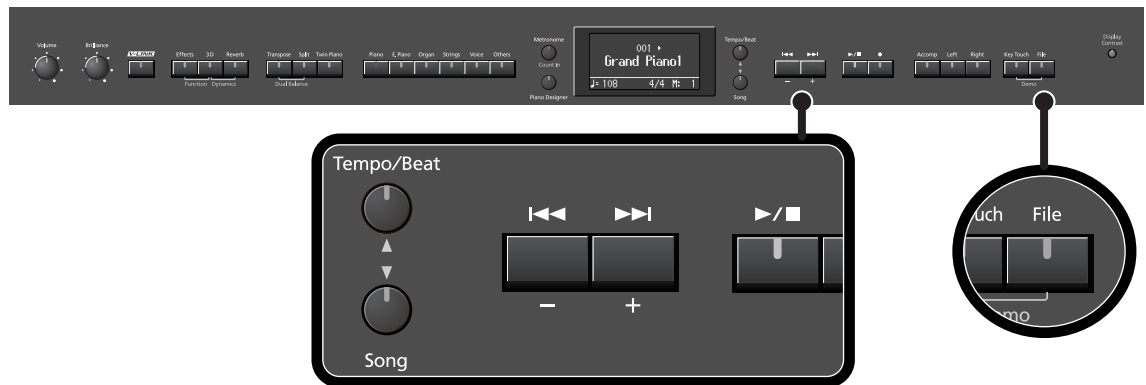 Volume
Brilliance
V-LINK
Effects 3D Reverb
Function Dynamics
Transpose Split Twin Piano
Dual Balance
Piano E. Piano Organ Strings Voice Others
Metronome
Count In
Piano Designer
001
Grand Piano1
♩= 108 4/4 M: 1
Tempo/Beat
Song
− +
Accomp Left Right
Key Touch File
Demo
Display
Contrast
Tempo/Beat
− +
Song
uch File
emo